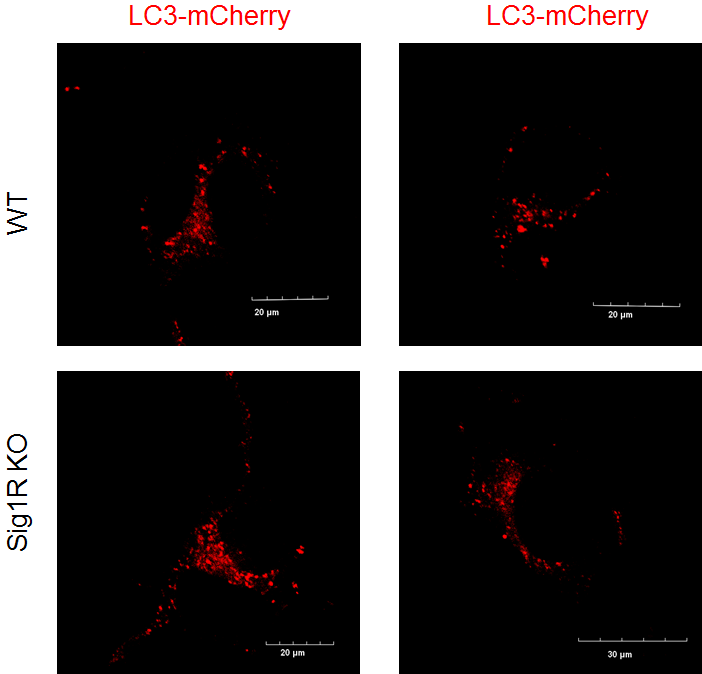 LC3-mCherry
LC3-mCherry
WT
20 µm
20 µm
Sig1R KO
20 µm
30 µm